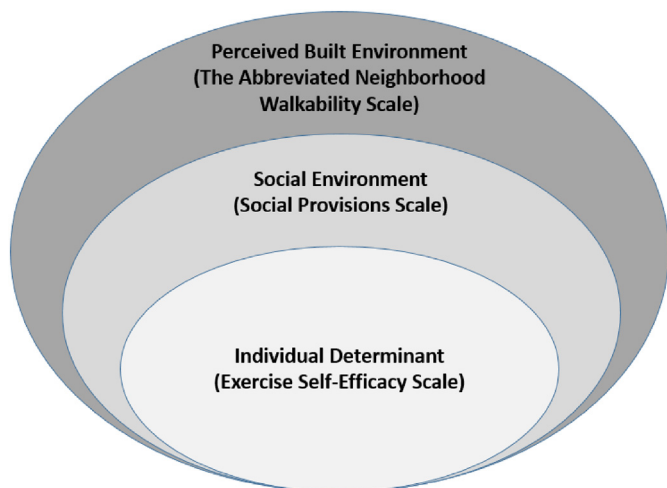 Perceived Built Environment
(The Abbreviated Neighborhood
Walkability Scale)
Social Environment
(Social Provisions Scale)
Individual Determinant
(Exercise Self-Efficacy Scale)